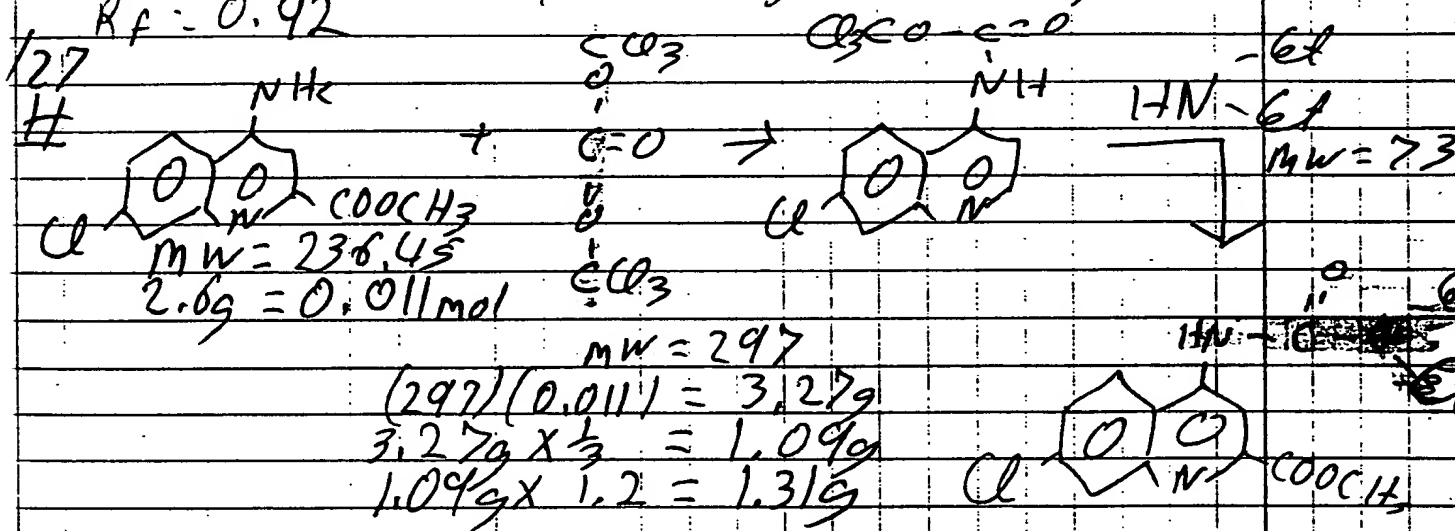 Rf = 0.92
/27
H
NH2
Cl
N
COOCH3
MW = 236.45
2.6g = 0.011 mol
+
CCl3
O
C=O
O
CCl3
MW = 297
(297)(0.011) = 3.27g
3.27g x 1/3 = 1.09g
1.09g x 1.2 = 1.31g
→
Cl3CO-C=O
NH
Cl
N
HN -Et
-Et
MW = 73
O
HN - C
Cl
N
COOCH3